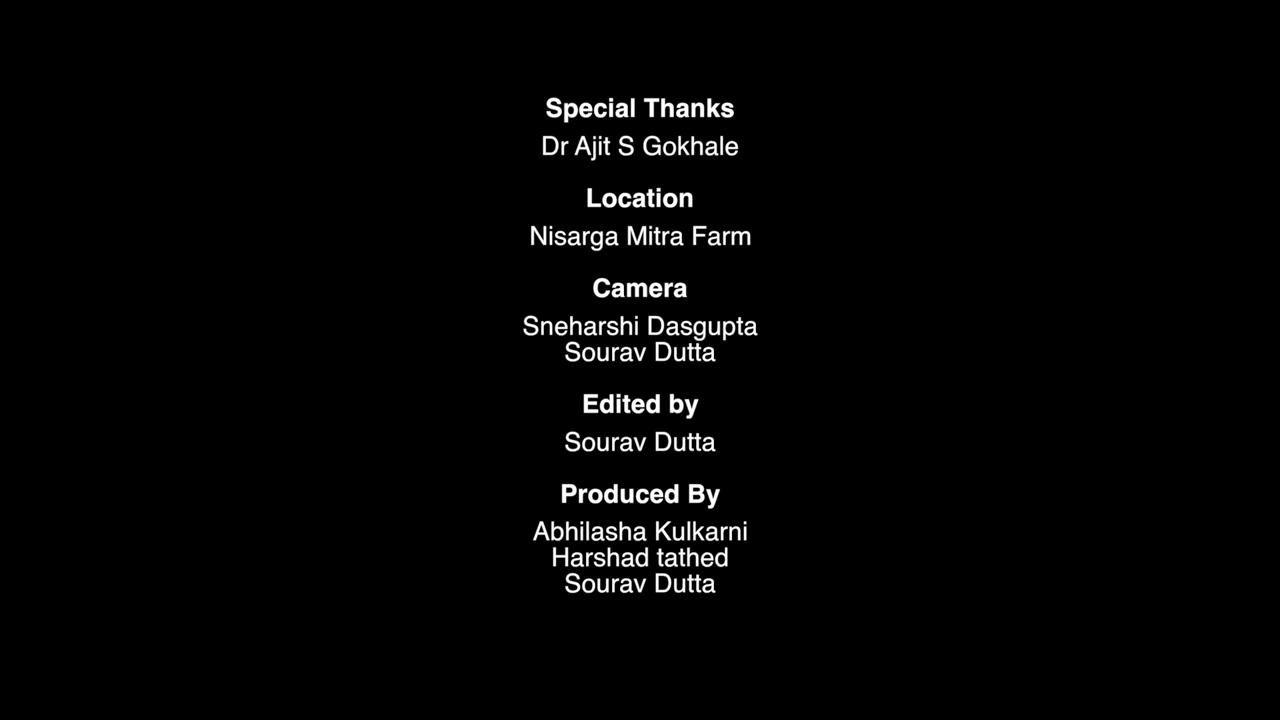 Special Thanks
Dr Ajit S Gokhale
Location
Nisarga Mitra Farm
Camera
Sneharshi Dasgupta
Sourav Dutta
Edited by
Sourav Dutta
Produced By
Abhilasha Kulkarni
Harshad tathed
Sourav Dutta